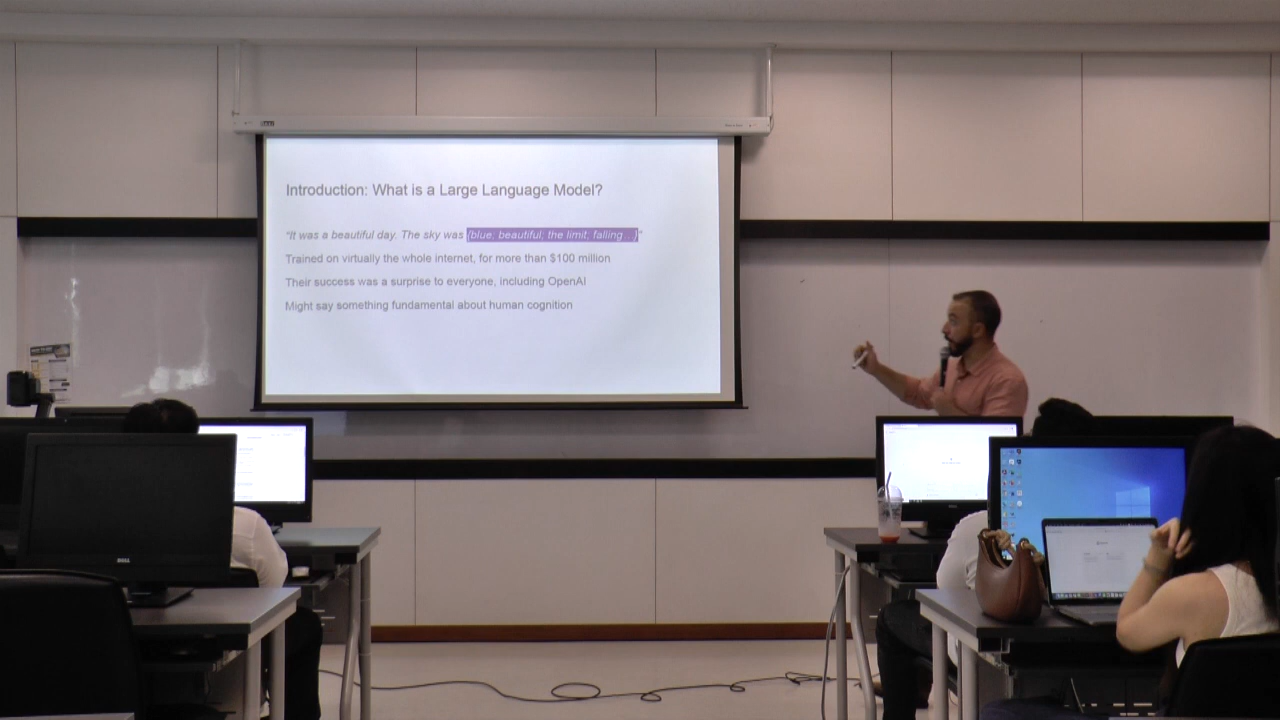 Introduction: What is a Large Language Model?
"It was a beautiful day. The sky was [blue; beautiful; the limit; falling ...]"
Trained on virtually the whole internet, for more than $100 million
Their success was a surprise to everyone, including OpenAI
Might say something fundamental about human cognition
DELL